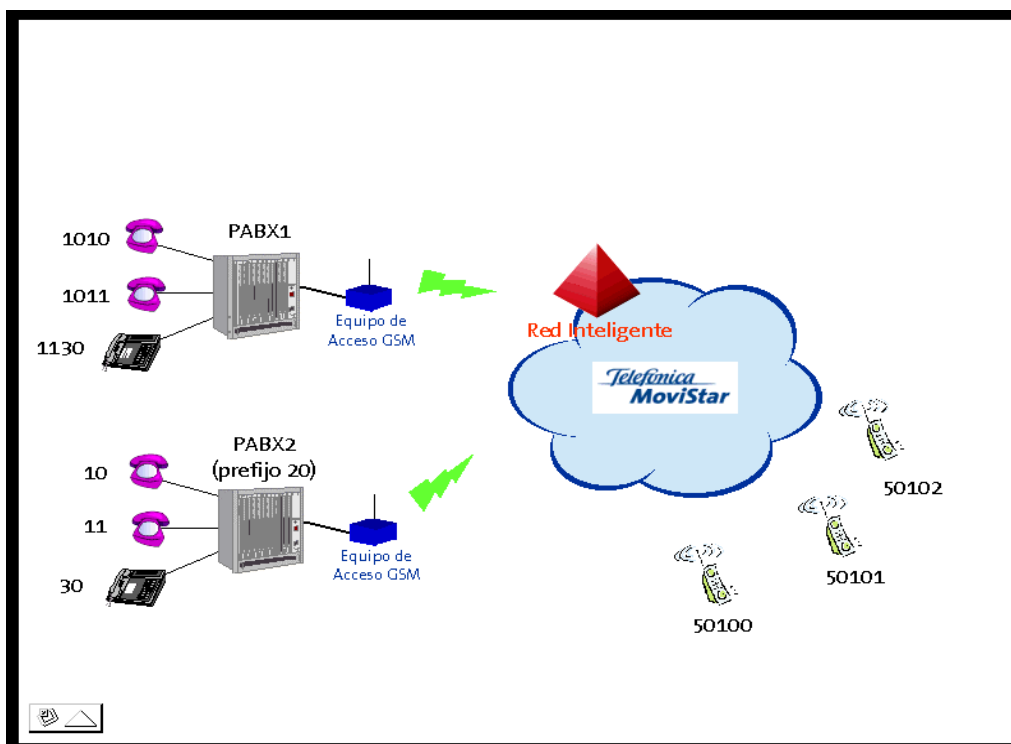 1010
PABX1
1011
1130
Equipo de
Acceso GSM
Red Inteligente
Telefónica
MoviStar
PABX2
(prefijo 20)
10
11
30
Equipo de
Acceso GSM
50102
50101
50100